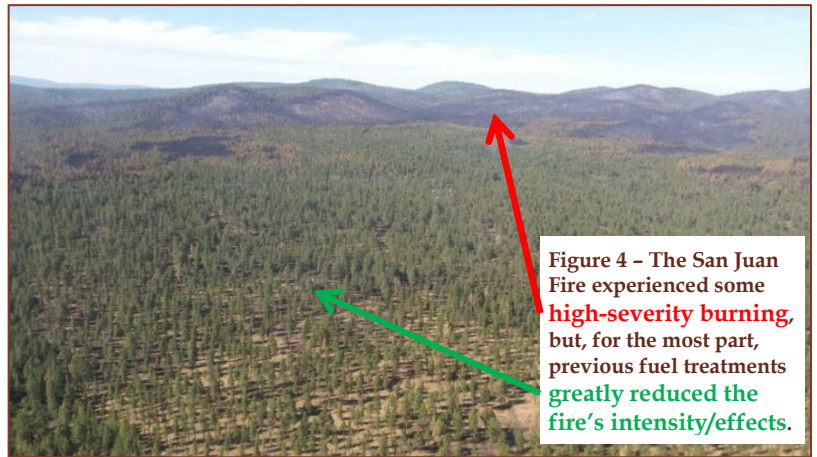 Figure 4 – The San Juan
Fire experienced some
high-severity burning,
but, for the most part,
previous fuel treatments
greatly reduced the
fire's intensity/effects.